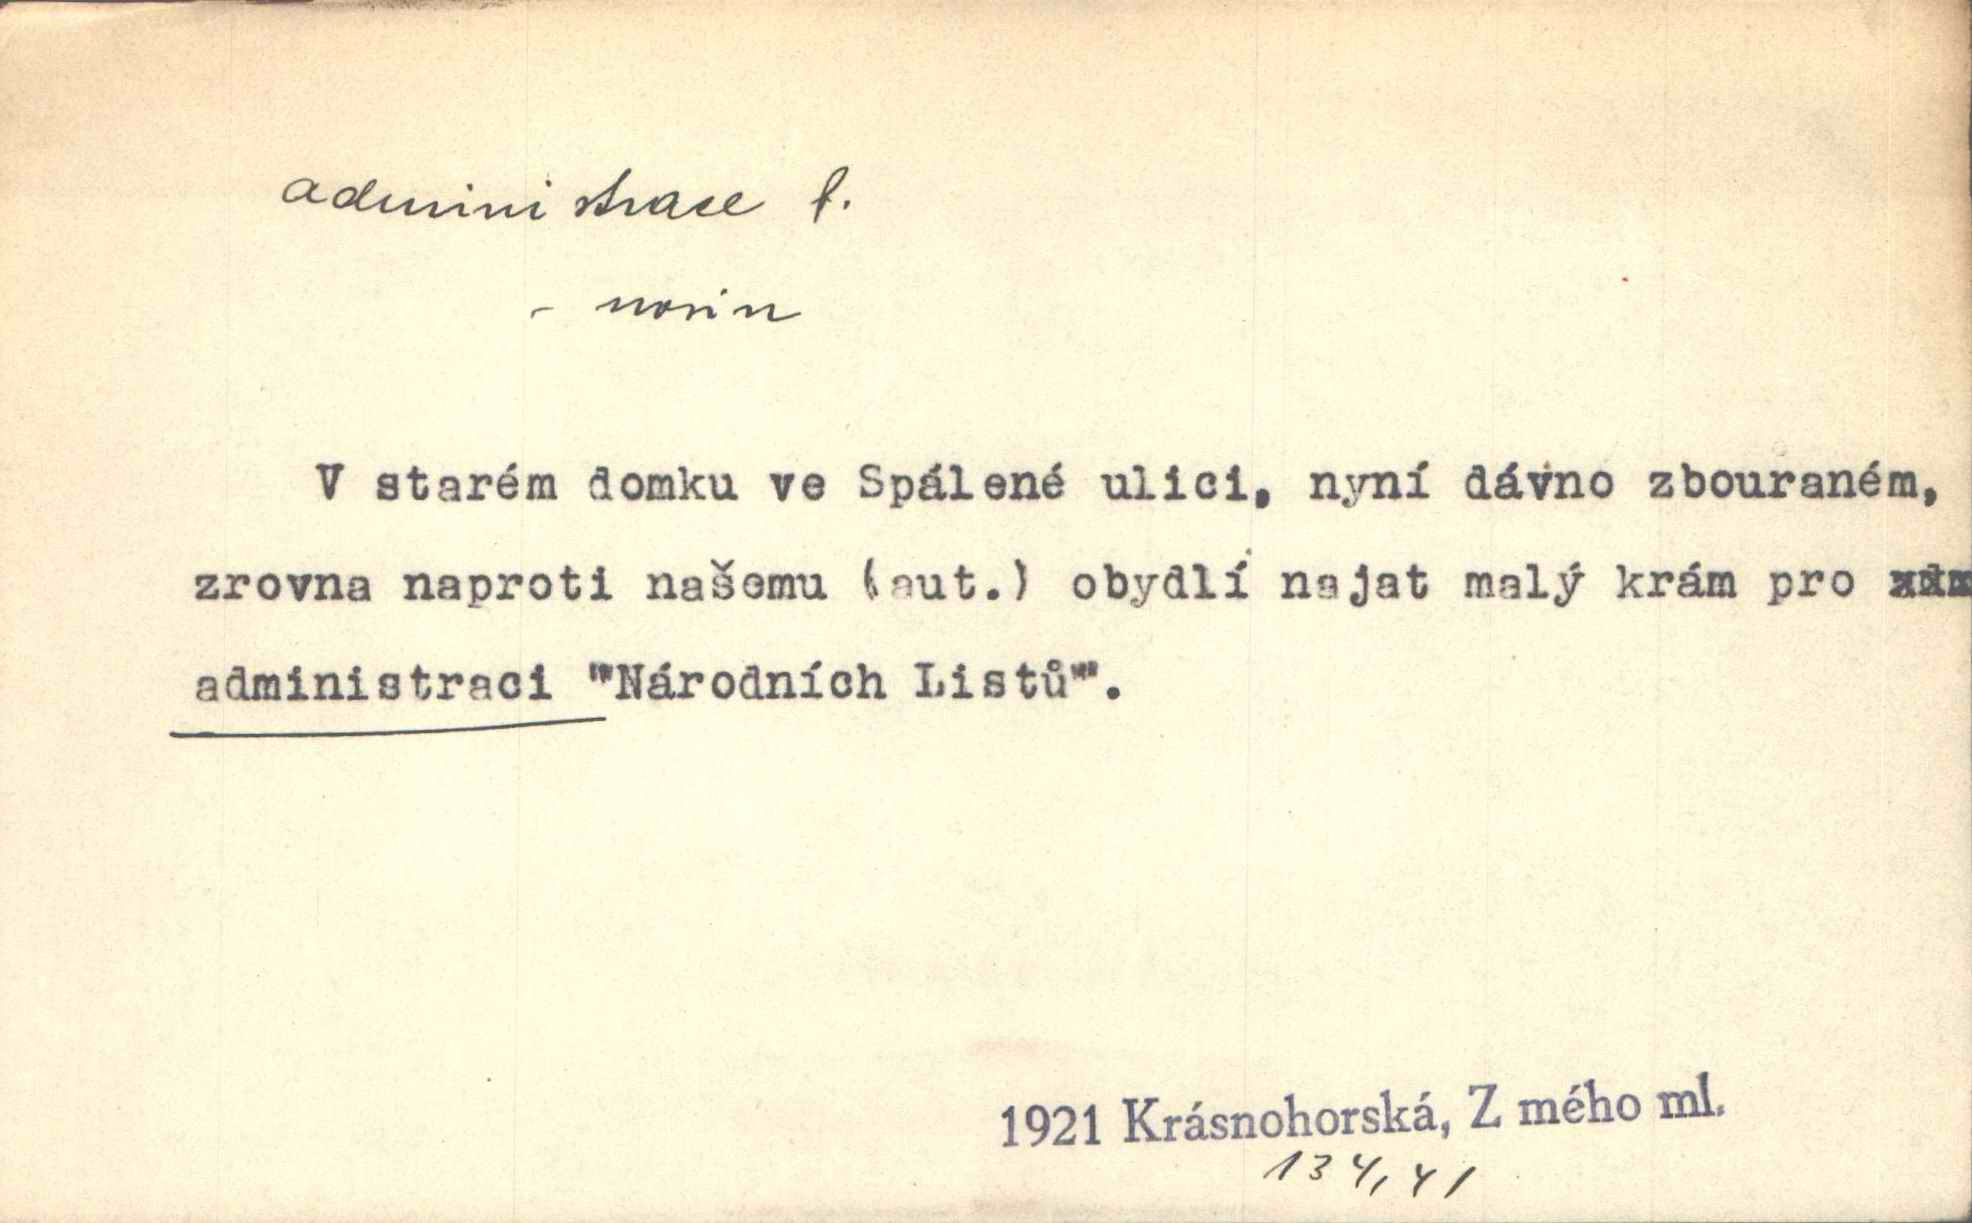 administrace f.
- novin
V starém domku ve Spálené ulici, nyní dávno zbouraném,
zrovna naproti našemu (aut.) obydlí najat malý krám pro
administraci "Národních Listů".
1921 Krásnohorská, Z mého ml.
134, 41